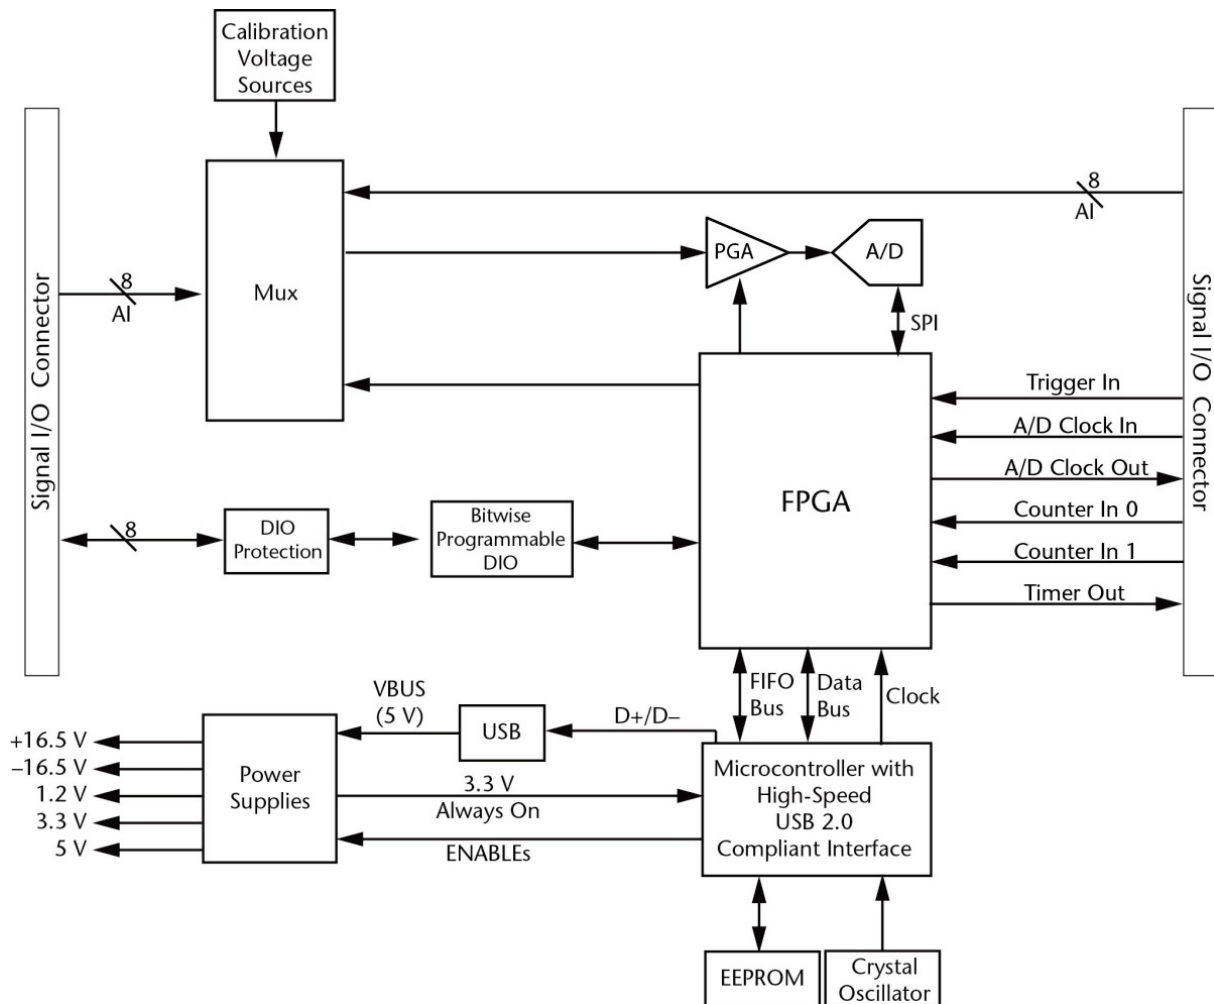 Calibration
Voltage
Sources
Signal I/O Connector
8
AI
Mux
8
AI
PGA
A/D
SPI
Signal I/O Connector
FPGA
Trigger In
A/D Clock In
A/D Clock Out
Counter In 0
Counter In 1
Timer Out
8
DIO
Protection
Bitwise
Programmable
DIO
FIFO
Bus
Data
Bus
Clock
VBUS
(5 V)
USB
D+/D–
+16.5 V
–16.5 V
1.2 V
3.3 V
5 V
Power
Supplies
3.3 V
Always On
ENABLEs
Microcontroller with
High-Speed
USB 2.0
Compliant Interface
EEPROM
Crystal
Oscillator